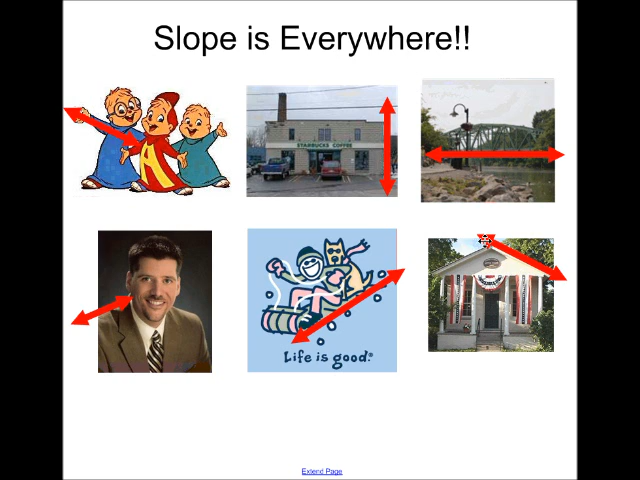 Slope is Everywhere!!
A
STARBUCKS COFFEE
Life is good.®
Extend Page